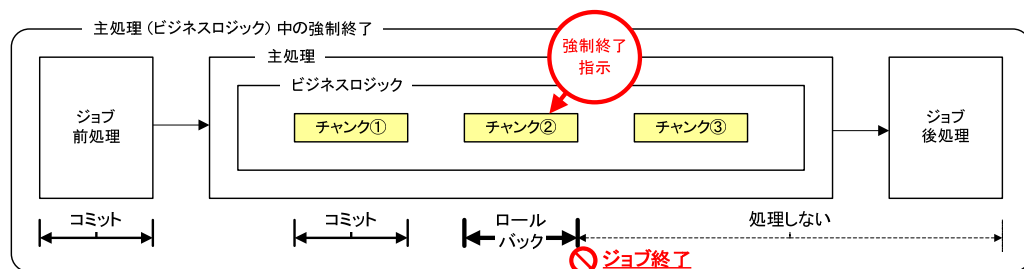 主処理（ビジネスロジック）中の強制終了
主処理
強制終了
指示
ビジネスロジック
ジョブ
前処理
チャンク①
チャンク②
チャンク③
ジョブ
後処理
コミット
コミット
ロール
バック
処理しない
ジョブ終了